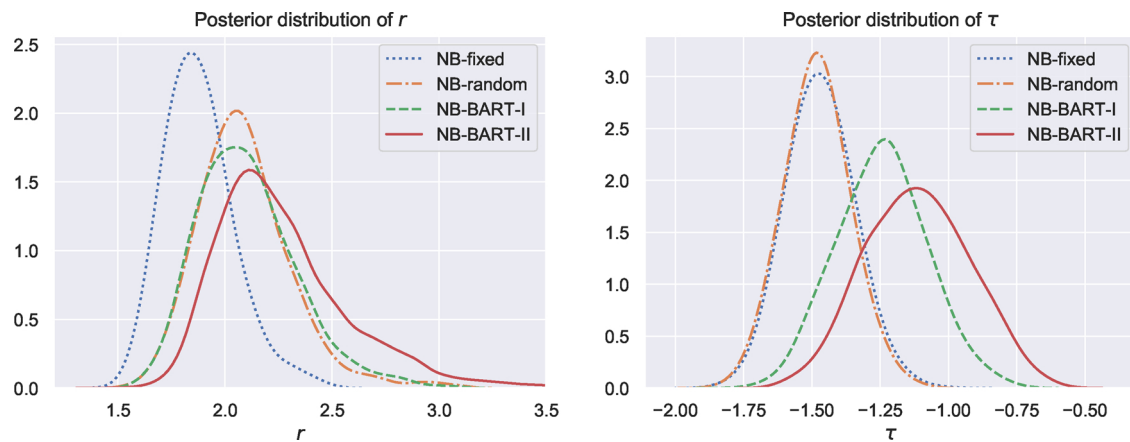 Posterior distribution of r
2.5
2.0
1.5
1.0
0.5
0.0
1.5 2.0 2.5 3.0 3.5
r
NB-fixed
NB-random
NB-BART-I
NB-BART-II
Posterior distribution of τ
3.0
2.5
2.0
1.5
1.0
0.5
0.0
−2.00 −1.75 −1.50 −1.25 −1.00 −0.75 −0.50
τ
NB-fixed
NB-random
NB-BART-I
NB-BART-II